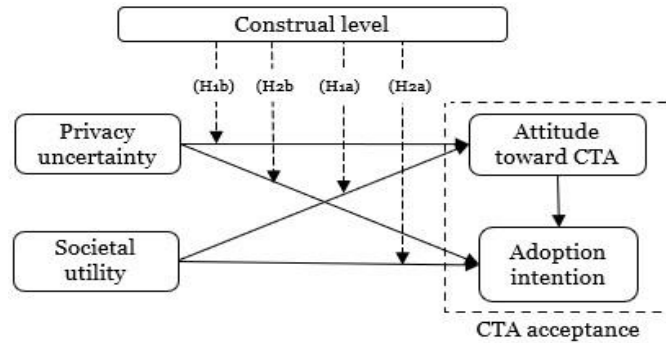 Construal level
(H1b)
(H2b
(H1a)
(H2a)
Privacy
uncertainty
Attitude
toward CTA
Societal
utility
Adoption
intention
CTA acceptance